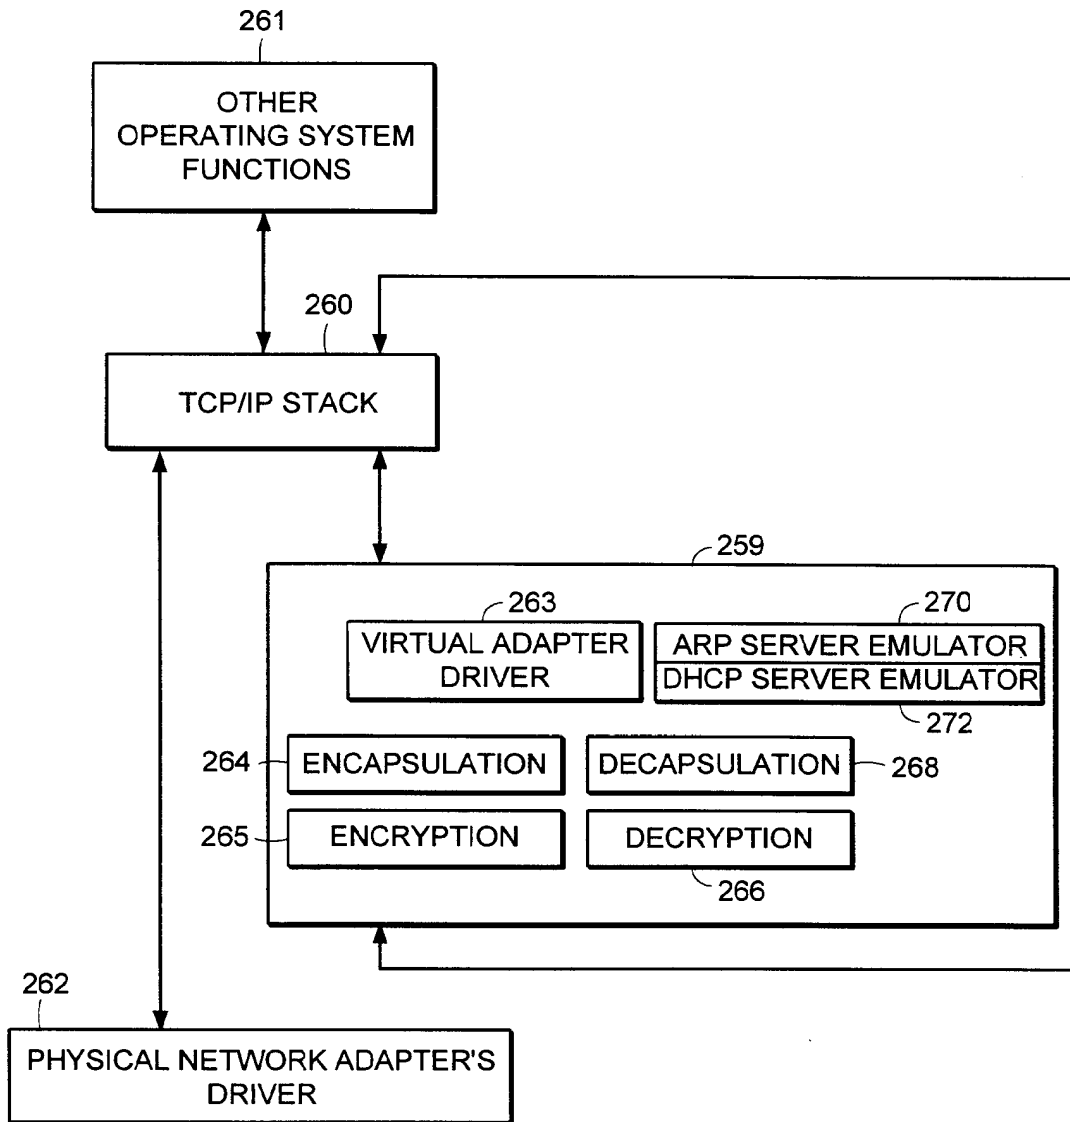 261
OTHER
OPERATING SYSTEM
FUNCTIONS
260
TCP/IP STACK
259
263
VIRTUAL ADAPTER
DRIVER
270
ARP SERVER EMULATOR
DHCP SERVER EMULATOR
272
264
ENCAPSULATION
DECAPSULATION
268
265
ENCRYPTION
DECRYPTION
266
262
PHYSICAL NETWORK ADAPTER'S
DRIVER